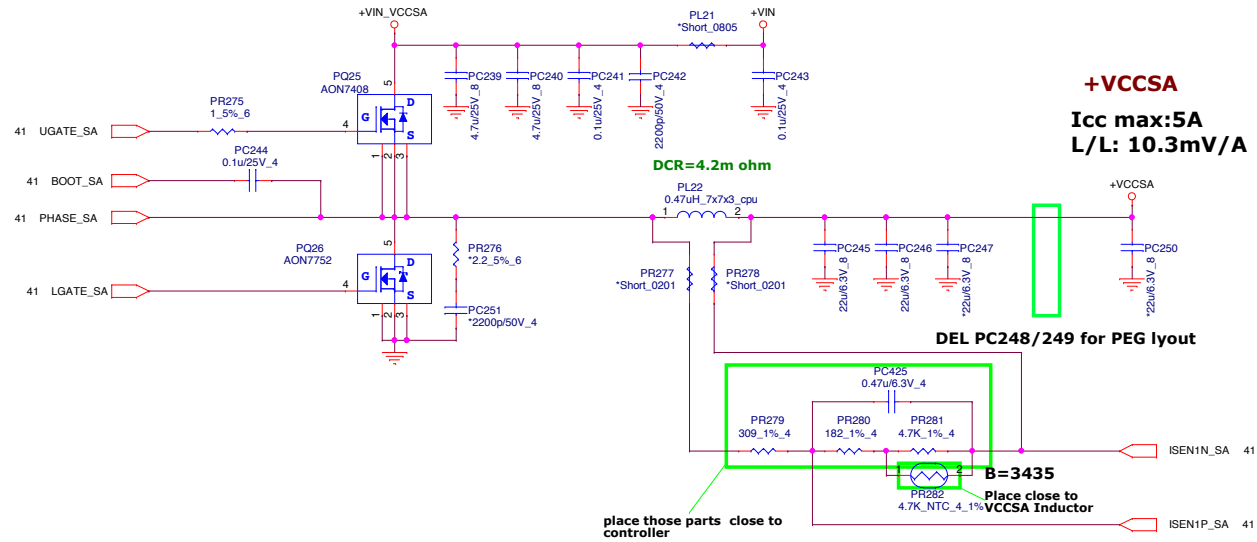 +VIN_VCCSA
PL21
*Short_0805
+VIN
5
PQ25
AON7408
D
G
S
4
1
2
3
PC239
4.7u/25V_8
PC240
4.7u/25V_8
PC241
0.1u/25V_4
PC242
2200p/50V_4
PC243
0.1u/25V_4
+VCCSA
Icc max:5A
L/L: 10.3mV/A
41 UGATE_SA
PR275
1_5%_6
41 BOOT_SA
PC244
0.1u/25V_4
41 PHASE_SA
DCR=4.2m ohm
PL22
0.47uH_7x7x3_cpu
1
2
+VCCSA
5
PQ26
AON7752
D
G
S
4
1
2
3
41 LGATE_SA
PR276
*2.2_5%_6
PC251
*2200p/50V_4
PR277
*Short_0201
PR278
*Short_0201
PC245
22u/6.3V_8
PC246
22u/6.3V_8
PC247
*22u/6.3V_8
PC250
*22u/6.3V_8
DEL PC248/249 for PEG lyout
PC425
0.47u/6.3V_4
PR279
309_1%_4
PR280
182_1%_4
PR281
4.7K_1%_4
ISEN1N_SA 41
1
2
B=3435
PR282
4.7K_NTC_4_1%
Place close to
VCCSA Inductor
place those parts close to
controller
ISEN1P_SA 41